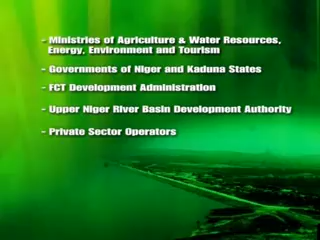 - Ministries of Agriculture & Water Resources,
Energy, Environment and Tourism
- Governments of Niger and Kaduna States
- FCT Development Administration
- Upper Niger River Basin Development Authority
- Private Sector Operators